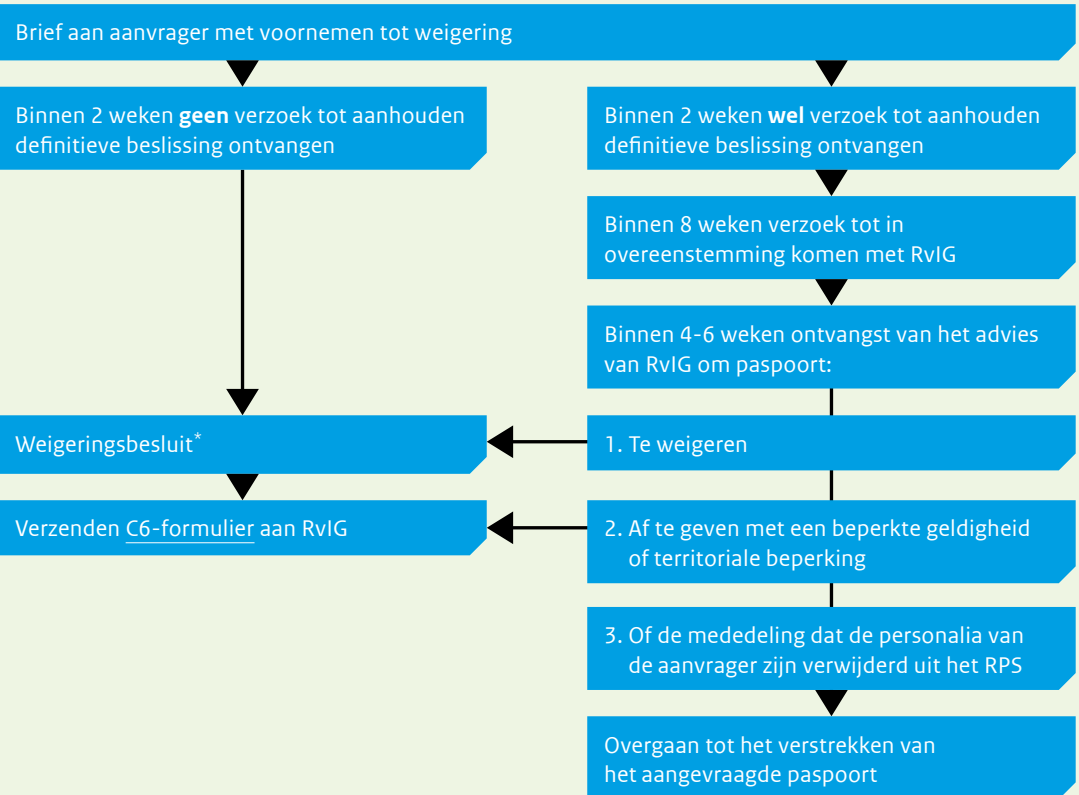 Brief aan aanvrager met voornemen tot weigering
Binnen 2 weken geen verzoek tot aanhouden
definitieve beslissing ontvangen
Binnen 2 weken wel verzoek tot aanhouden
definitieve beslissing ontvangen
Binnen 8 weken verzoek tot in
overeenstemming komen met RvIG
Binnen 4-6 weken ontvangst van het advies
van RvIG om paspoort:
Weigeringsbesluit*
1. Te weigeren
Verzenden C6-formulier aan RvIG
2. Af te geven met een beperkte geldigheid
of territoriale beperking
3. Of de mededeling dat de personalia van
de aanvrager zijn verwijderd uit het RPS
Overgaan tot het verstrekken van
het aangevraagde paspoort